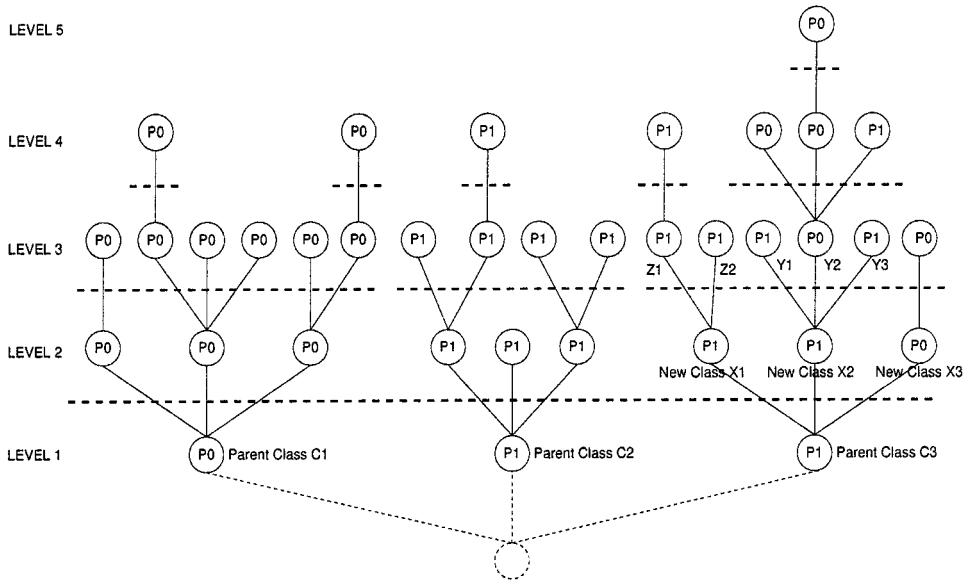 LEVEL 5
P0
LEVEL 4
P0 P0 P1 P1 P0 P0 P1
LEVEL 3
P0 P0 P0 P0 P0 P0 P1 P1 P1 P1 P1 P1 P1 P0 P1 P0
Z1 Z2 Y1 Y2 Y3
LEVEL 2
P0 P0 P0 P1 P1 P1 P1 P1 P0
New Class X1 New Class X2 New Class X3
LEVEL 1
P0 Parent Class C1 P1 Parent Class C2 P1 Parent Class C3